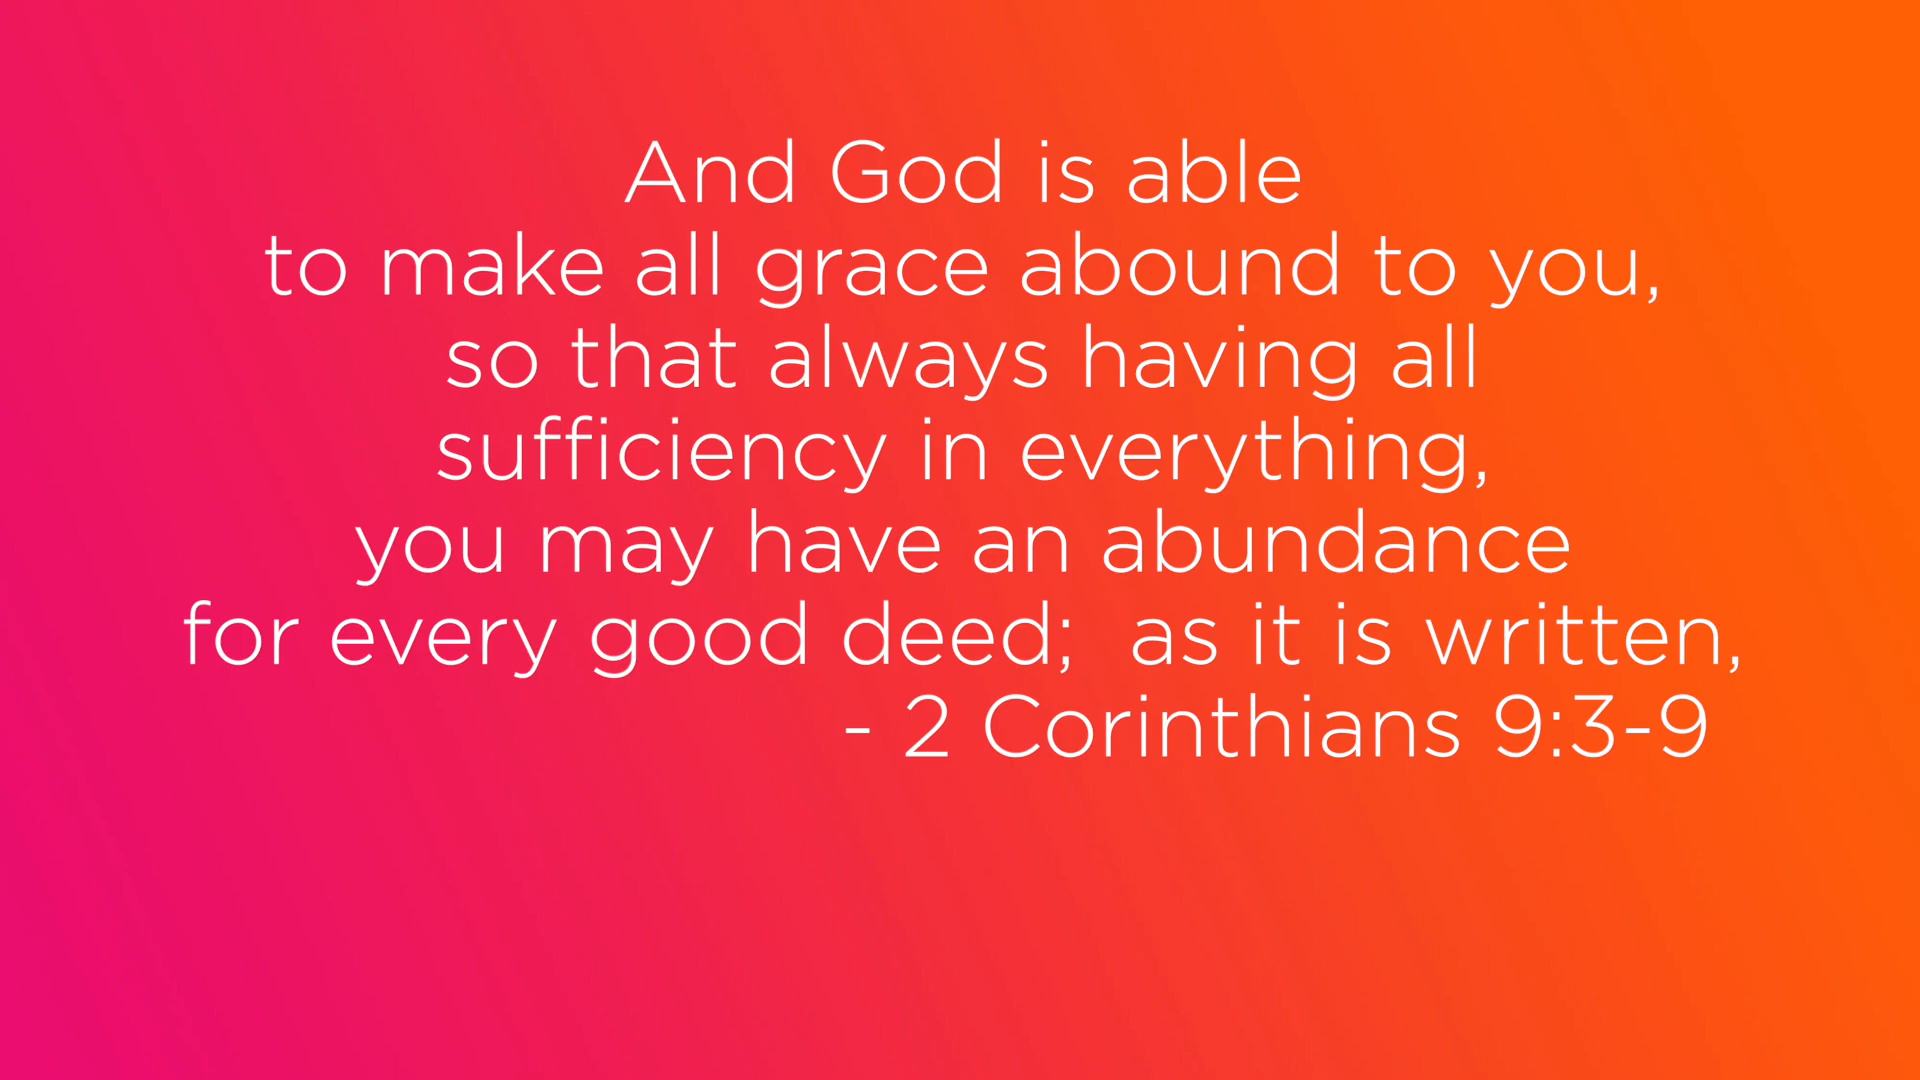 And God is able
to make all grace abound to you,
so that always having all
sufficiency in everything,
you may have an abundance
for every good deed;  as it is written,
- 2 Corinthians 9:3-9